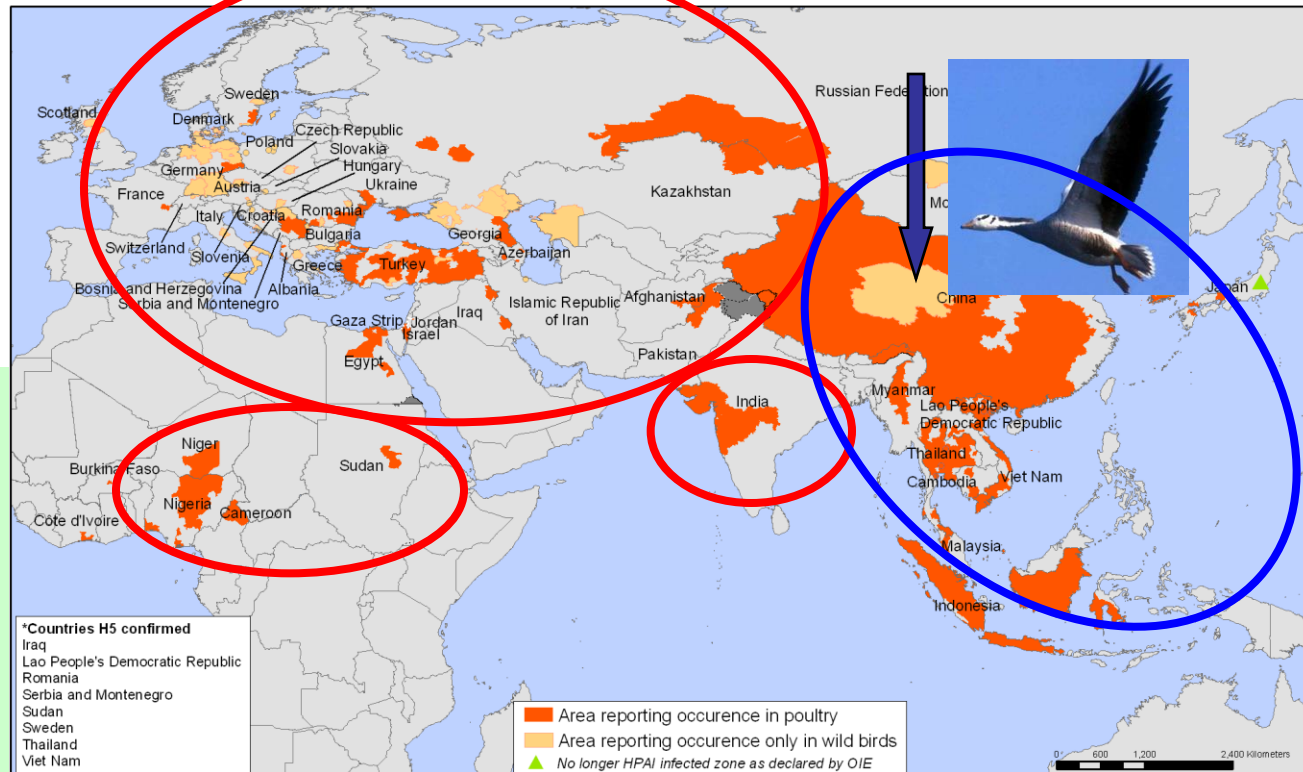 Scotland
Sweden
Denmark
Russian Federation
Poland
Czech Republic
Slovakia
Hungary
Germany
Austria
Ukraine
France
Kazakhstan
Italy
Croatia
Romania
Mo
Switzerland
Bulgaria
Georgia
Slovenia
Azerbaijan
Greece
Turkey
Bosnia and Herzegovina
Albania
Serbia and Montenegro
Japan
China
Afghanistan
Islamic Republic
of Iran
Iraq
Gaza Strip
Jordan
Israel
Pakistan
Egypt
Myanmar
India
Lao People's
Democratic Republic
Niger
Sudan
Thailand
Burkina Faso
Viet Nam
Cambodia
Nigeria
Cameroon
Côte d'Ivoire
Malaysia
Indonesia
*Countries H5 confirmed
Iraq
Lao People's Democratic Republic
Romania
Serbia and Montenegro
Sudan
Sweden
Thailand
Viet Nam
Area reporting occurence in poultry
Area reporting occurence only in wild birds
No longer HPAI infected zone as declared by OIE
0 600 1,200 2,400 Kilometers